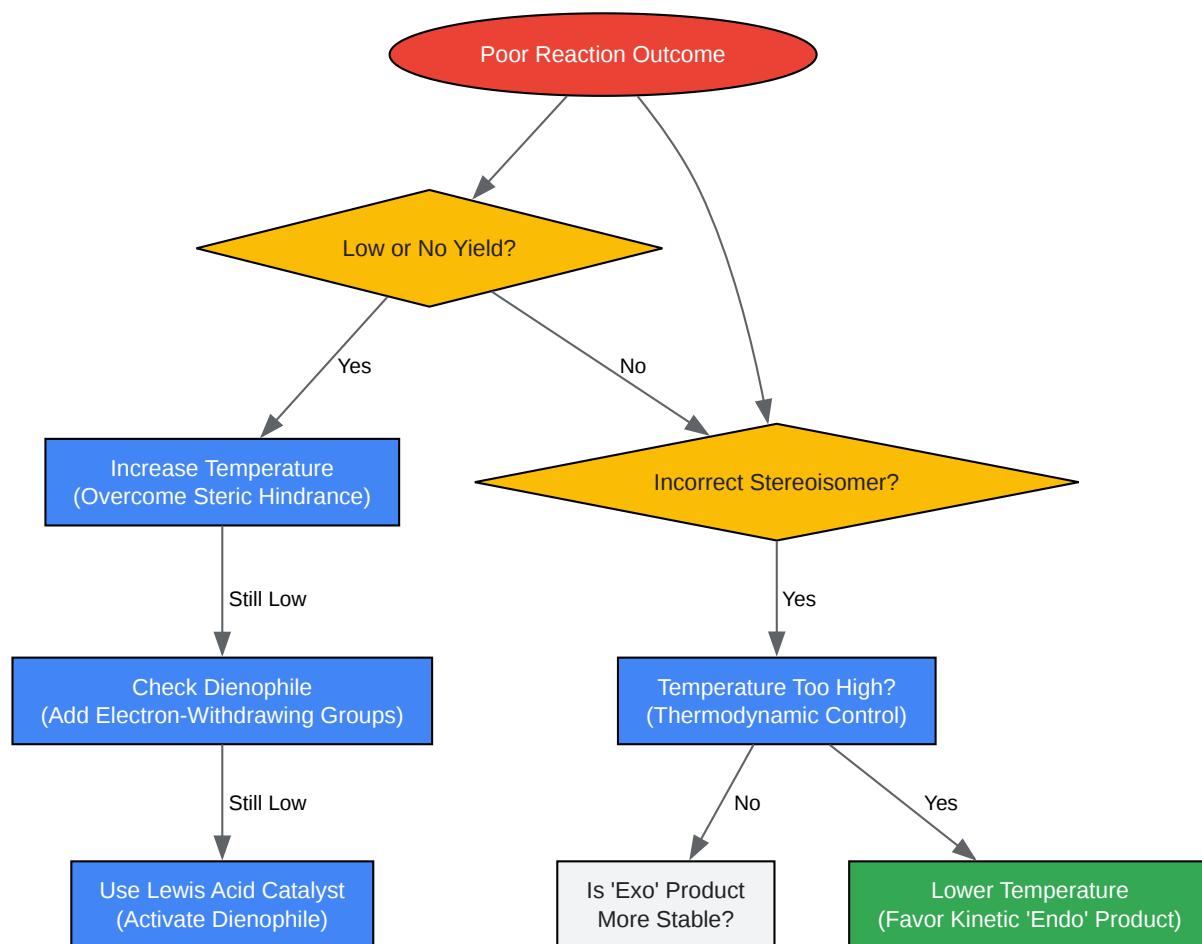 Poor Reaction Outcome
Low or No Yield?
Yes
No
Increase Temperature
(Overcome Steric Hindrance)
Incorrect Stereoisomer?
Still Low
Yes
Check Dienophile
(Add Electron-Withdrawing Groups)
Temperature Too High?
(Thermodynamic Control)
Still Low
No
Yes
Use Lewis Acid Catalyst
(Activate Dienophile)
Is 'Exo' Product
More Stable?
Lower Temperature
(Favor Kinetic 'Endo' Product)